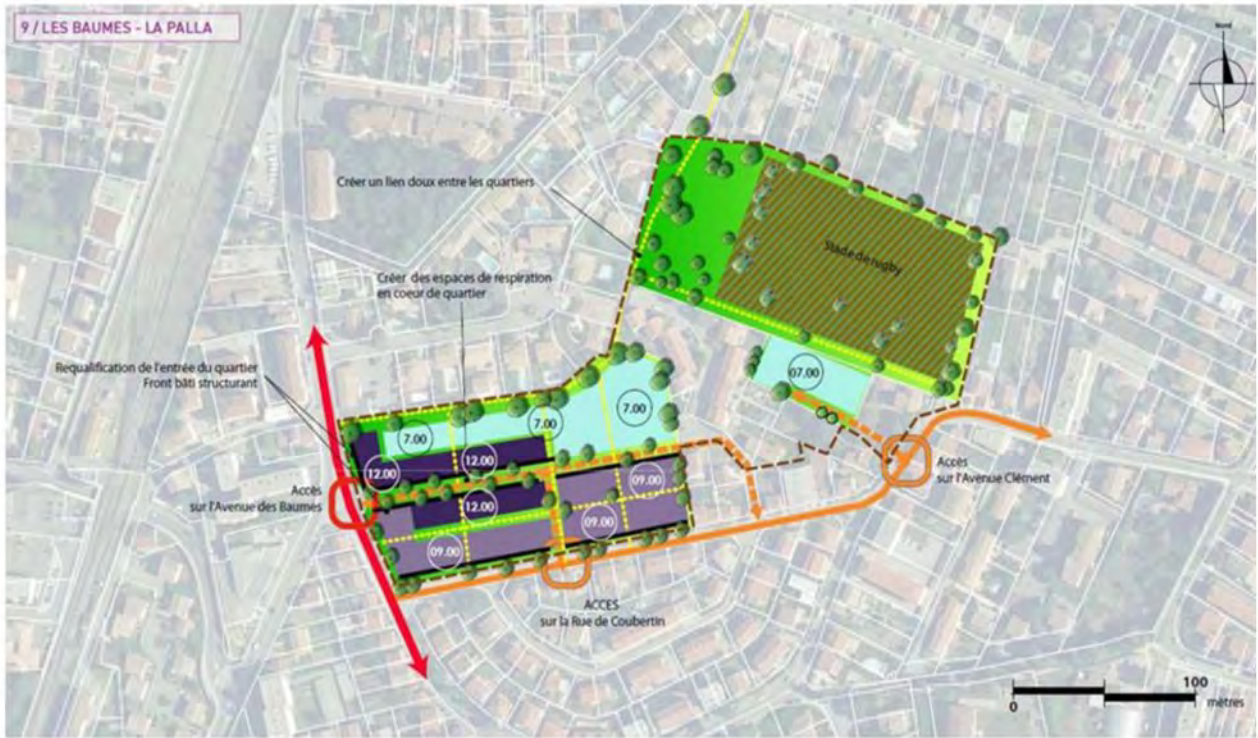 9 / LES BAUMES - LA PALLA
Nord
Créer un lien doux entre les quartiers
Stade de rugby
Créer des espaces de respiration
en coeur de quartier
Requalification de l'entrée du quartier
Front bâti structurant
07.00
7.00
7.00
7.00
12.00
12.00
12.00
09.00
09.00
09.00
Accès
sur l'Avenue des Baumes
Accès
sur l'Avenue Clément
ACCES
sur la Rue de Coubertin
100
0
mètres